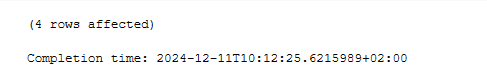 (4 rows affected)
Completion time: 2024-12-11T10:12:25.6215989+02:00